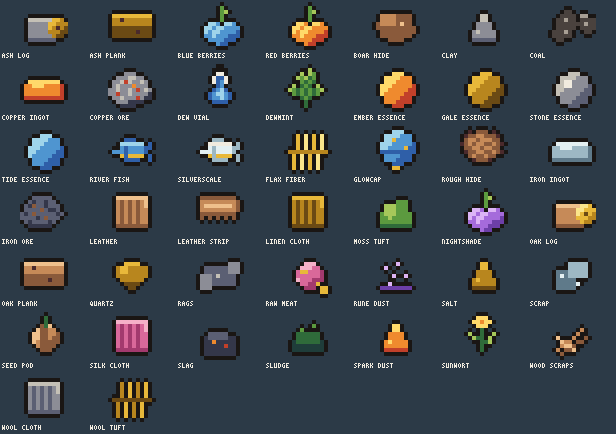 ASH LOG ASH PLANK BLUE BERRIES RED BERRIES BOAR HIDE CLAY COAL
COPPER INGOT COPPER ORE DEW VIAL DEWMINT EMBER ESSENCE GALE ESSENCE STONE ESSENCE
TIDE ESSENCE RIVER FISH SILVERSCALE FLAX FIBER GLOWCAP ROUGH HIDE IRON INGOT
IRON ORE LEATHER LEATHER STRIP LINEN CLOTH MOSS TUFT NIGHTSHADE OAK LOG
OAK PLANK QUARTZ RAGS RAW MEAT RUNE DUST SALT SCRAP
SEED POD SILK CLOTH SLAG SLUDGE SPARK DUST SUNWORT WOOD SCRAPS
WOOL CLOTH WOOL TUFT